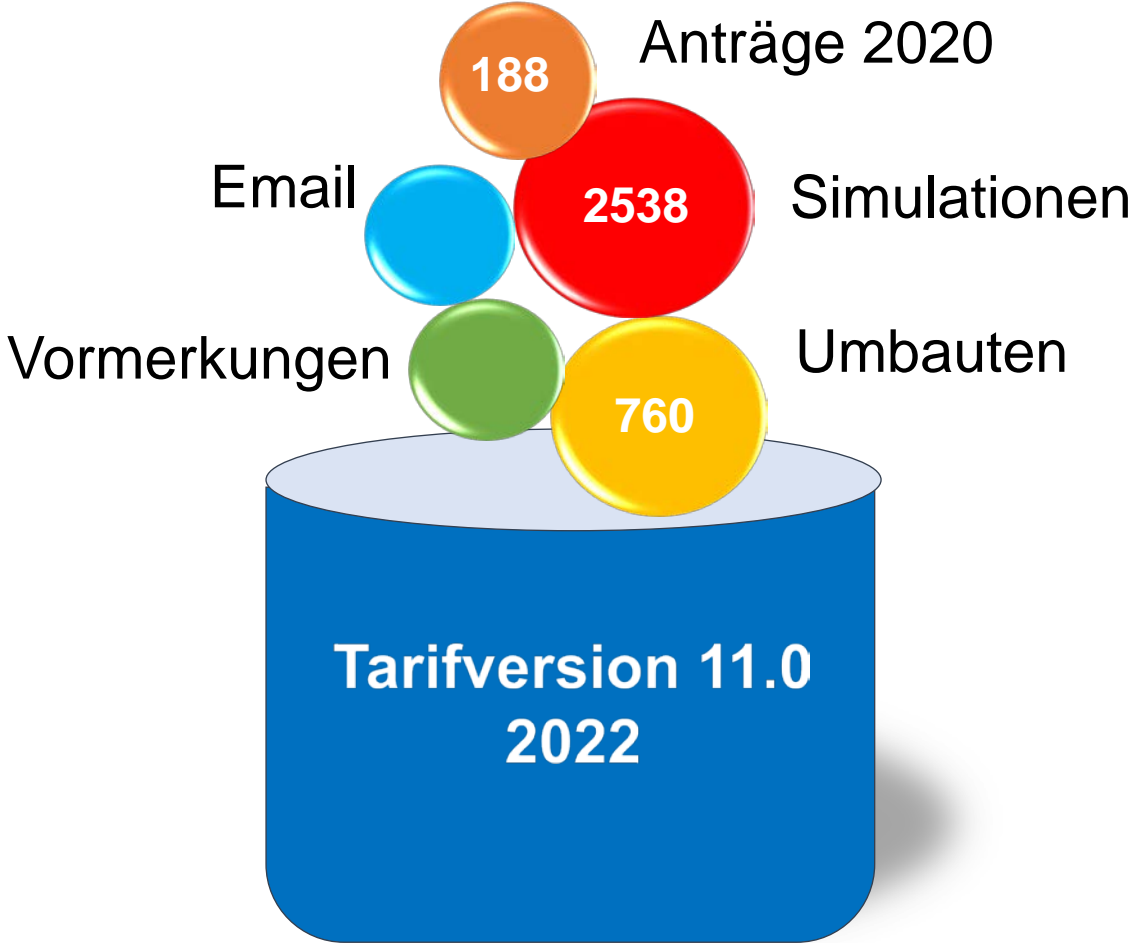 Anträge 2020
188
Email
2538
Simulationen
Vormerkungen
Umbauten
760
Tarifversion 11.0
2022